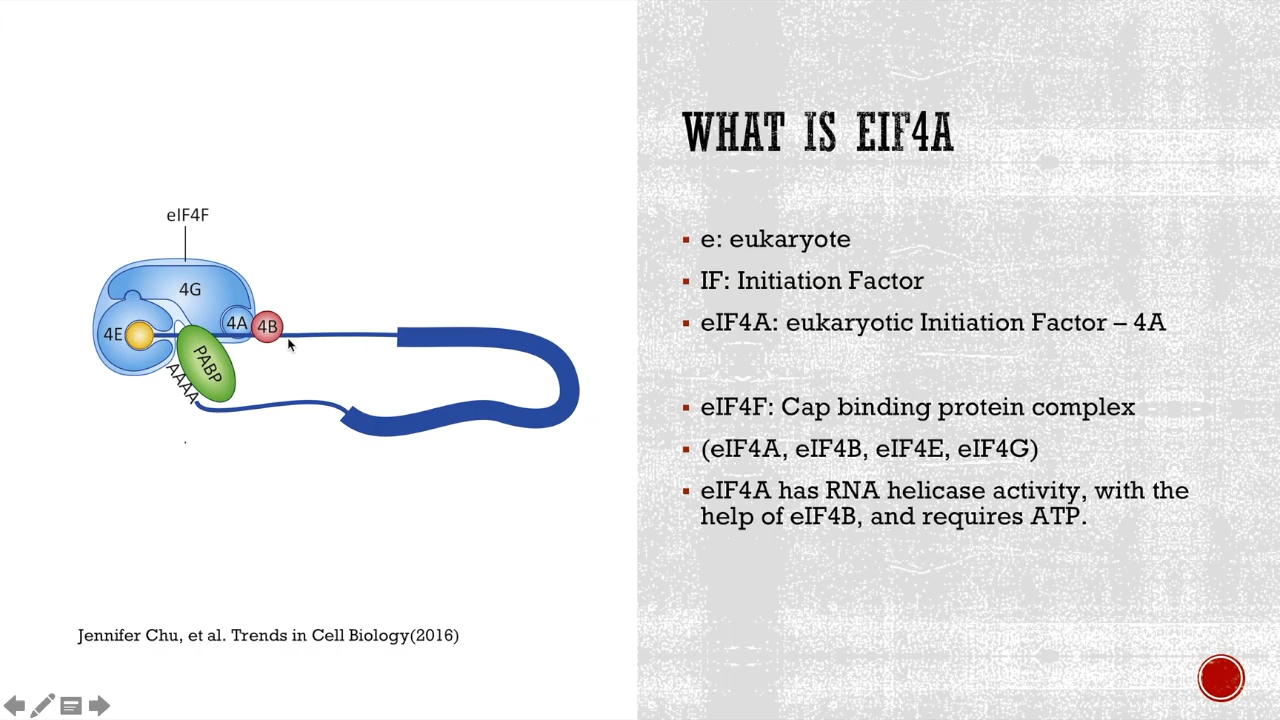 WHAT IS EIF4A
eIF4F
4G
4E
4A
4B
PABP
AAAA
e: eukaryote
IF: Initiation Factor
eIF4A: eukaryotic Initiation Factor – 4A
eIF4F: Cap binding protein complex
(eIF4A, eIF4B, eIF4E, eIF4G)
eIF4A has RNA helicase activity, with the
help of eIF4B, and requires ATP.
Jennifer Chu, et al. Trends in Cell Biology(2016)